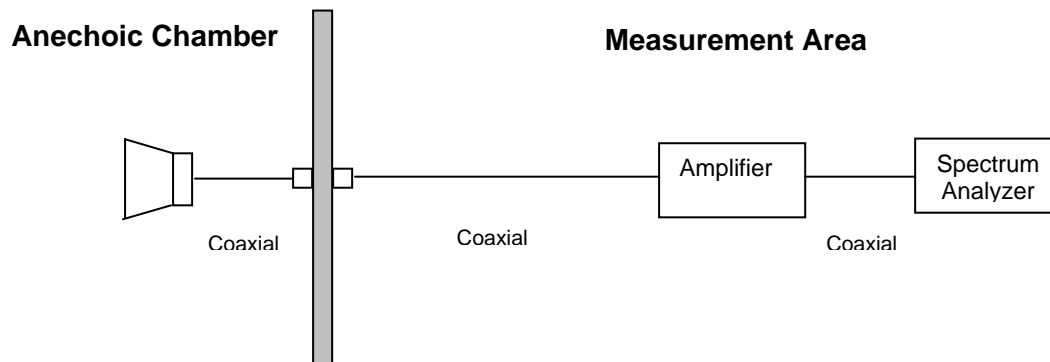 Anechoic Chamber
Measurement Area
Amplifier
Spectrum
Analyzer
Coaxial
Coaxial
Coaxial